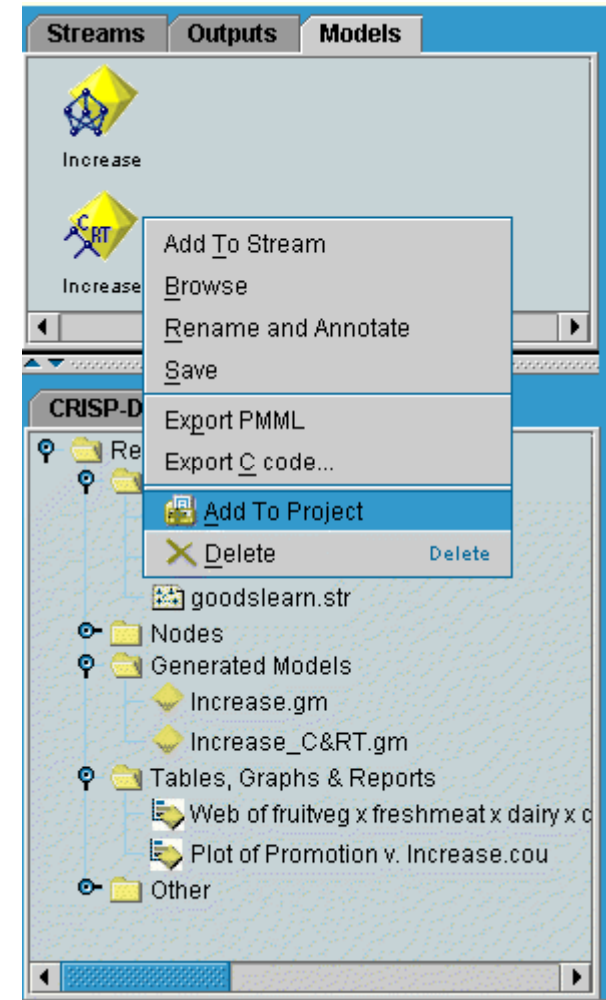 Streams Outputs Models
Increase
C RT
Increase
Add To Stream
Browse
Rename and Annotate
Save
Export PMML
Export C code...
Add To Project
Delete Delete
CRISP-D
Re
goodslearn.str
Nodes
Generated Models
Increase.gm
Increase_C&RT.gm
Tables, Graphs & Reports
Web of fruitveg x freshmeat x dairy x c
Plot of Promotion v. Increase.cou
Other